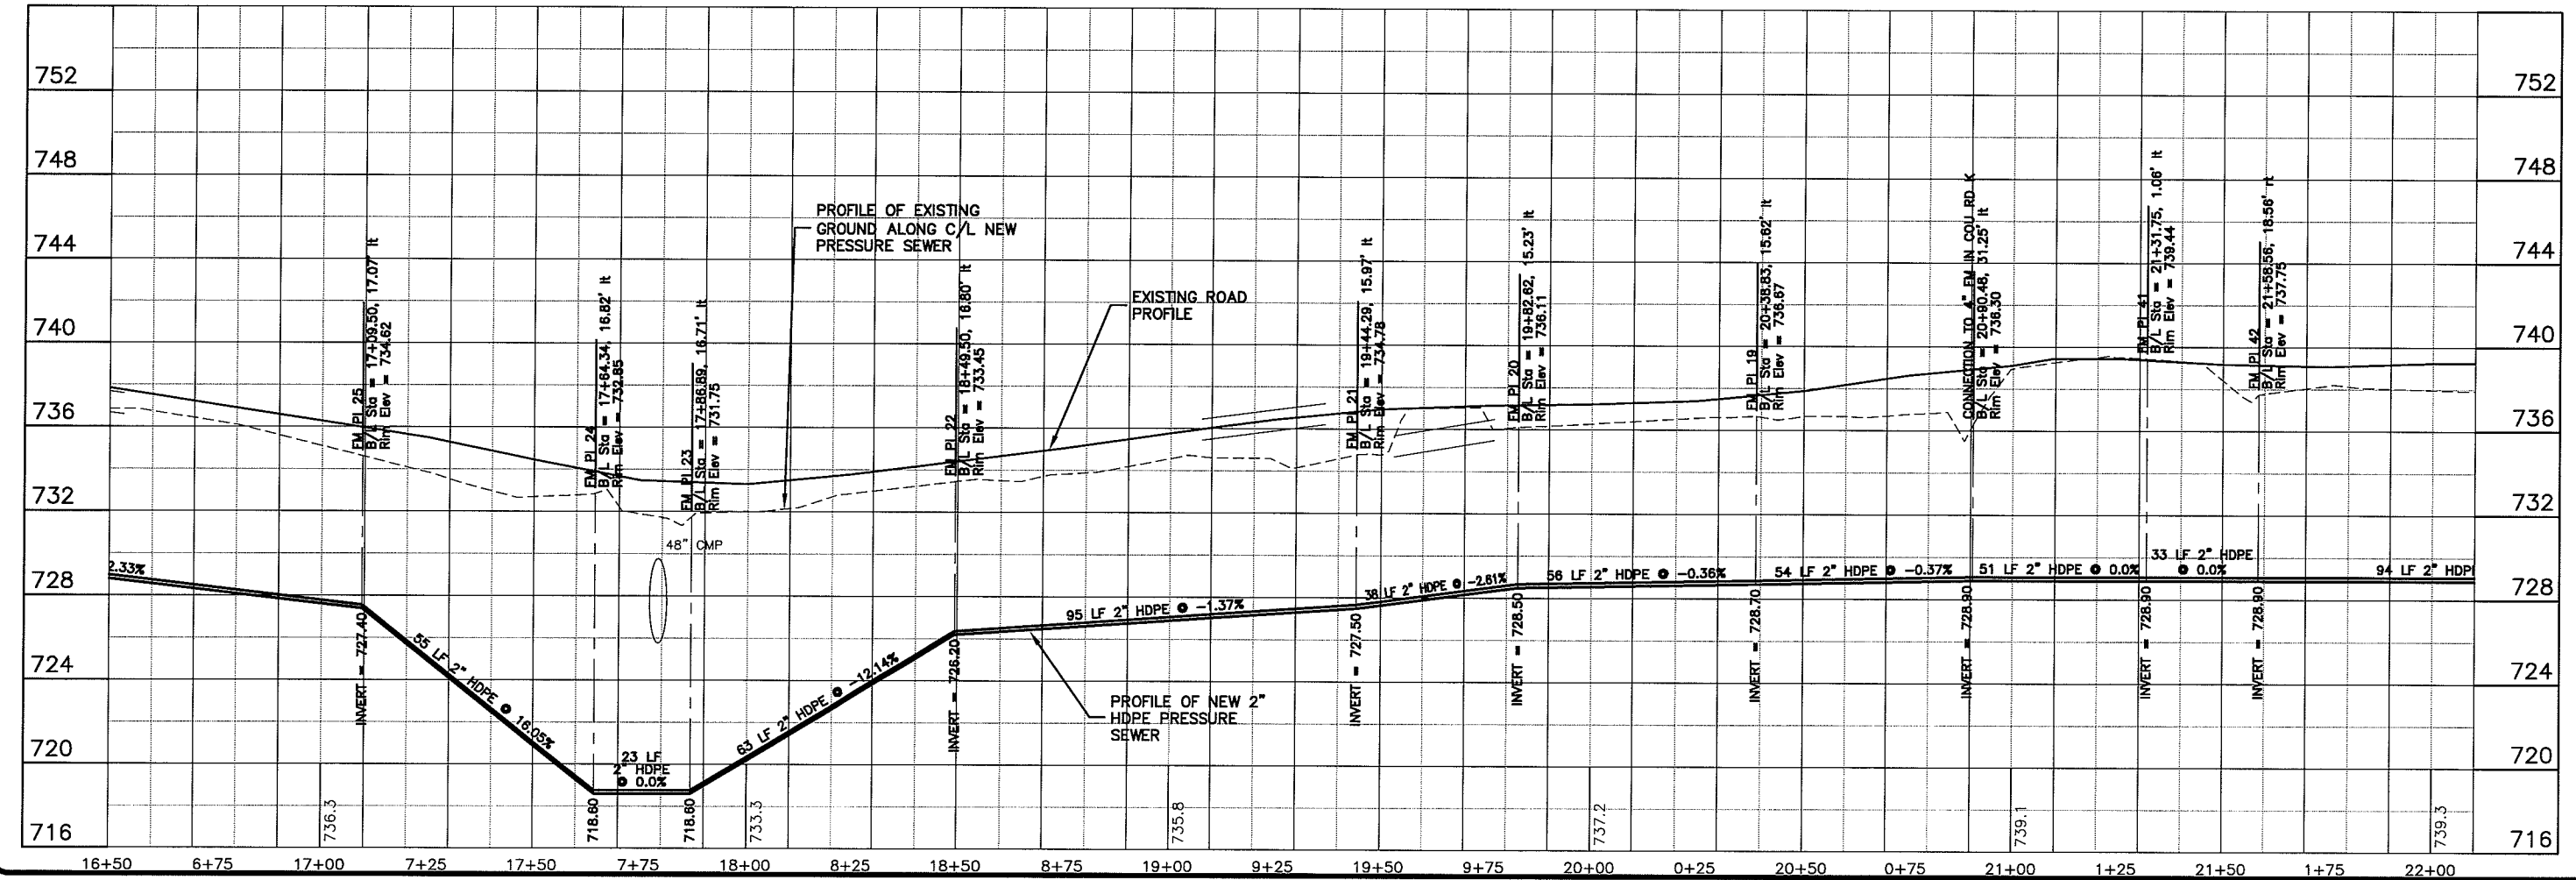 752
748
744
740
736
732
728
724
720
716
752
748
744
740
736
732
728
724
720
716
FM PI 25
B/L Sta = 17+09.50, 17.07' lt
Rim Elev = 734.62
FM PI 24
B/L Sta = 17+64.34, 16.82' lt
Rim Elev = 732.85
FM PI 23
B/L Sta = 17+86.89, 16.71' lt
Rim Elev = 731.75
PROFILE OF EXISTING
GROUND ALONG C/L NEW
PRESSURE SEWER
FM PI 22
B/L Sta = 18+49.50, 16.80' lt
Rim Elev = 733.45
EXISTING ROAD
PROFILE
FM PI 21
B/L Sta = 19+44.29, 15.97' lt
Rim Elev = 734.78
FM PI 20
B/L Sta = 19+82.62, 15.23' lt
Rim Elev = 736.11
FM PI 19
B/L Sta = 20+38.83, 15.62' lt
Rim Elev = 736.67
CONNECTION TO 4" FM IN COU RD K
B/L Sta = 20+90.48, 31.25' lt
Rim Elev = 736.30
FM PI 41
B/L Sta = 21+31.75, 1.06' lt
Rim Elev = 739.44
FM PI 42
B/L Sta = 21+58.56, 18.56' rt
Rim Elev = 737.75
48" CMP
2.33%
55 LF 2" HDPE @ 16.05%
23 LF
2" HDPE
@ 0.0%
63 LF 2" HDPE @ -12.14%
95 LF 2" HDPE @ -1.37%
38 LF 2" HDPE @ -2.61%
56 LF 2" HDPE @ -0.36%
54 LF 2" HDPE @ -0.37%
51 LF 2" HDPE @ 0.0%
33 LF 2" HDPE
@ 0.0%
94 LF 2" HDPE
INVERT = 727.40
718.60
718.60
INVERT = 726.20
PROFILE OF NEW 2"
HDPE PRESSURE
SEWER
INVERT = 727.50
INVERT = 728.50
INVERT = 728.70
INVERT = 728.90
INVERT = 728.90
INVERT = 728.90
736.3
733.3
735.8
737.2
739.1
739.3
16+50 6+75 17+00 7+25 17+50 7+75 18+00 8+25 18+50 8+75 19+00 9+25 19+50 9+75 20+00 0+25 20+50 0+75 21+00 1+25 21+50 1+75 22+00